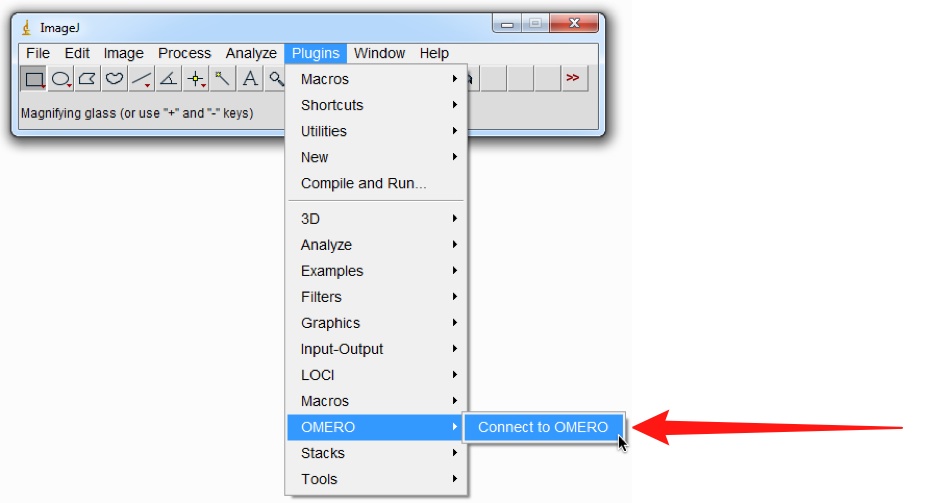 ImageJ
File Edit Image Process Analyze Plugins Window Help
A >>
Magnifying glass (or use "+" and "-" keys)
Macros
Shortcuts
Utilities
New
Compile and Run...
3D
Analyze
Examples
Filters
Graphics
Input-Output
LOCI
Macros
OMERO Connect to OMERO
Stacks
Tools